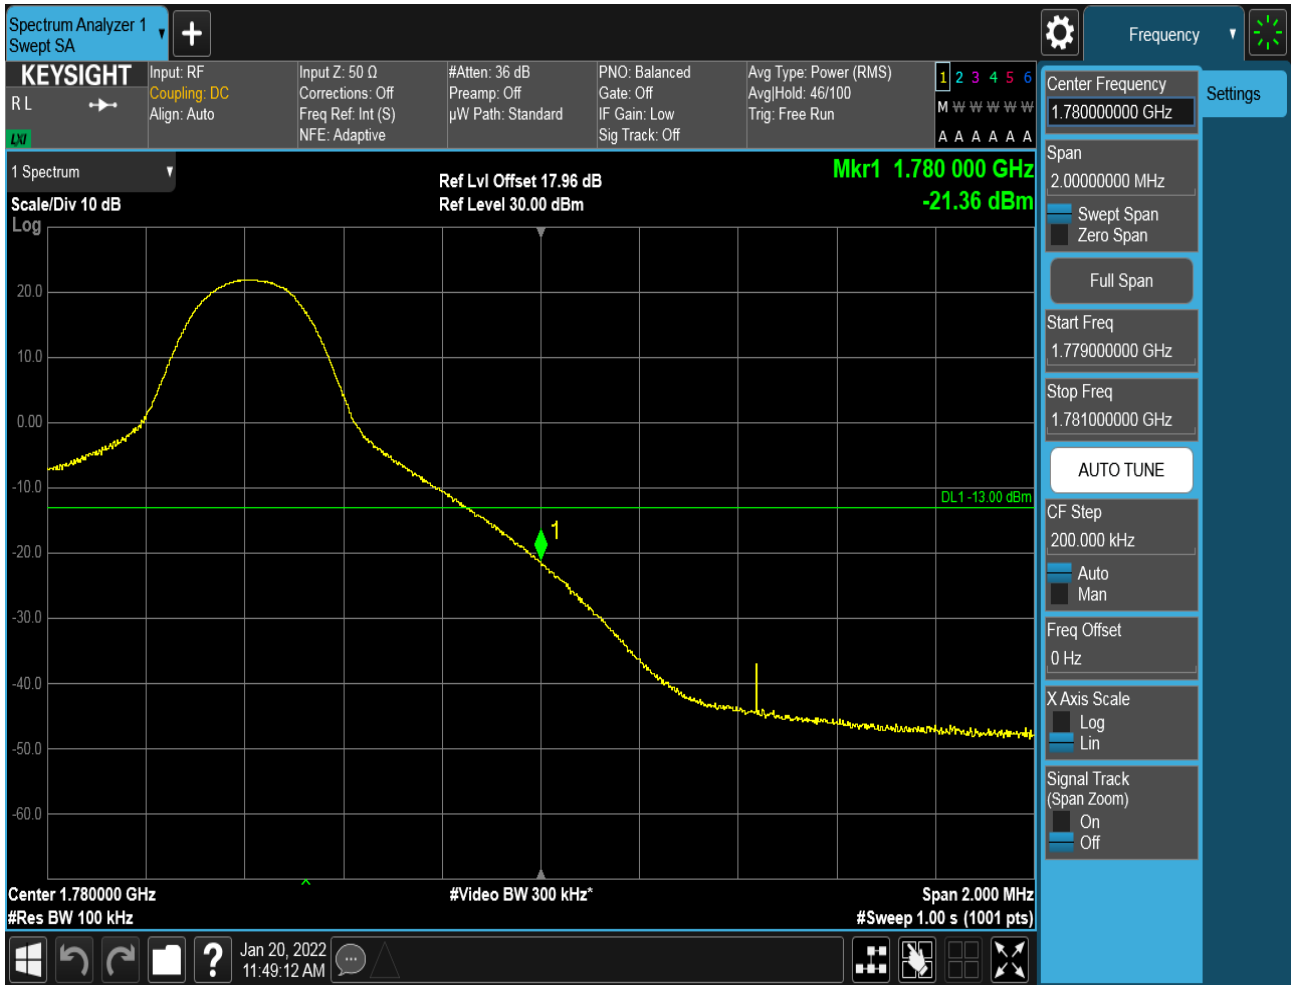 Spectrum Analyzer 1
Swept SA
Frequency
KEYSIGHT
R L
LXI
Input: RF
Coupling: DC
Align: Auto
Input Z: 50 Ω
Corrections: Off
Freq Ref: Int (S)
NFE: Adaptive
#Atten: 36 dB
Preamp: Off
µW Path: Standard
PNO: Balanced
Gate: Off
IF Gain: Low
Sig Track: Off
Avg Type: Power (RMS)
Avg|Hold: 46/100
Trig: Free Run
1 2 3 4 5 6
M W W W W W
A A A A A A
1 Spectrum
Scale/Div 10 dB
Log
Ref Lvl Offset 17.96 dB
Ref Level 30.00 dBm
Mkr1 1.780 000 GHz
-21.36 dBm
20.0
10.0
0.00
-10.0
-20.0
-30.0
-40.0
-50.0
-60.0
DL1 -13.00 dBm
1
Center 1.780000 GHz
#Res BW 100 kHz
#Video BW 300 kHz*
Span 2.000 MHz
#Sweep 1.00 s (1001 pts)
Jan 20, 2022
11:49:12 AM
Center Frequency
1.780000000 GHz
Settings
Span
2.00000000 MHz
Swept Span
Zero Span
Full Span
Start Freq
1.779000000 GHz
Stop Freq
1.781000000 GHz
AUTO TUNE
CF Step
200.000 kHz
Auto
Man
Freq Offset
0 Hz
X Axis Scale
Log
Lin
Signal Track
(Span Zoom)
On
Off